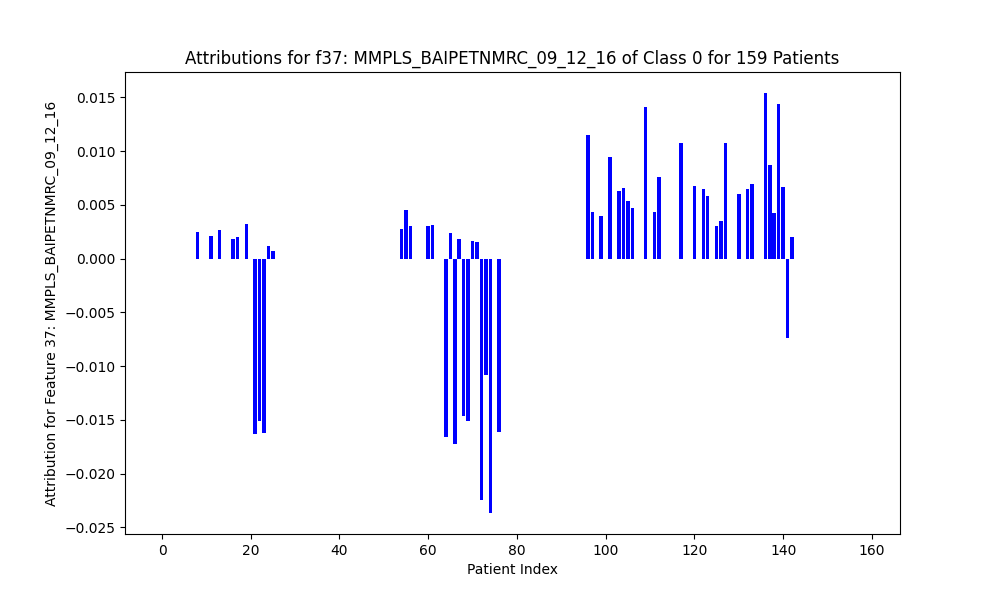 Attributions for f37: MMPLS_BAIPETNMRC_09_12_16 of Class 0 for 159 Patients
Attribution for Feature 37: MMPLS_BAIPETNMRC_09_12_16
0.015
0.010
0.005
0.000
−0.005
−0.010
−0.015
−0.020
−0.025
0 20 40 60 80 100 120 140 160
Patient Index